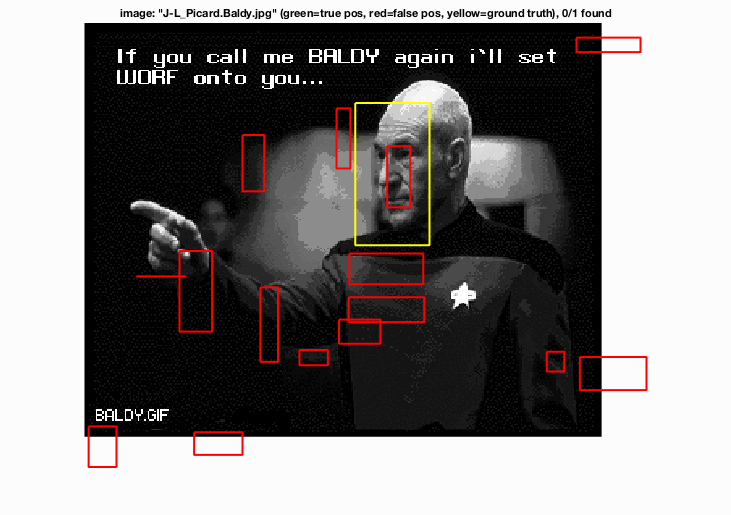 image: "J-L_Picard.Baldy.jpg" (green=true pos, red=false pos, yellow=ground truth), 0/1 found
If you call me BALDY again i`ll set
WORF onto you...
BALDY.GIF